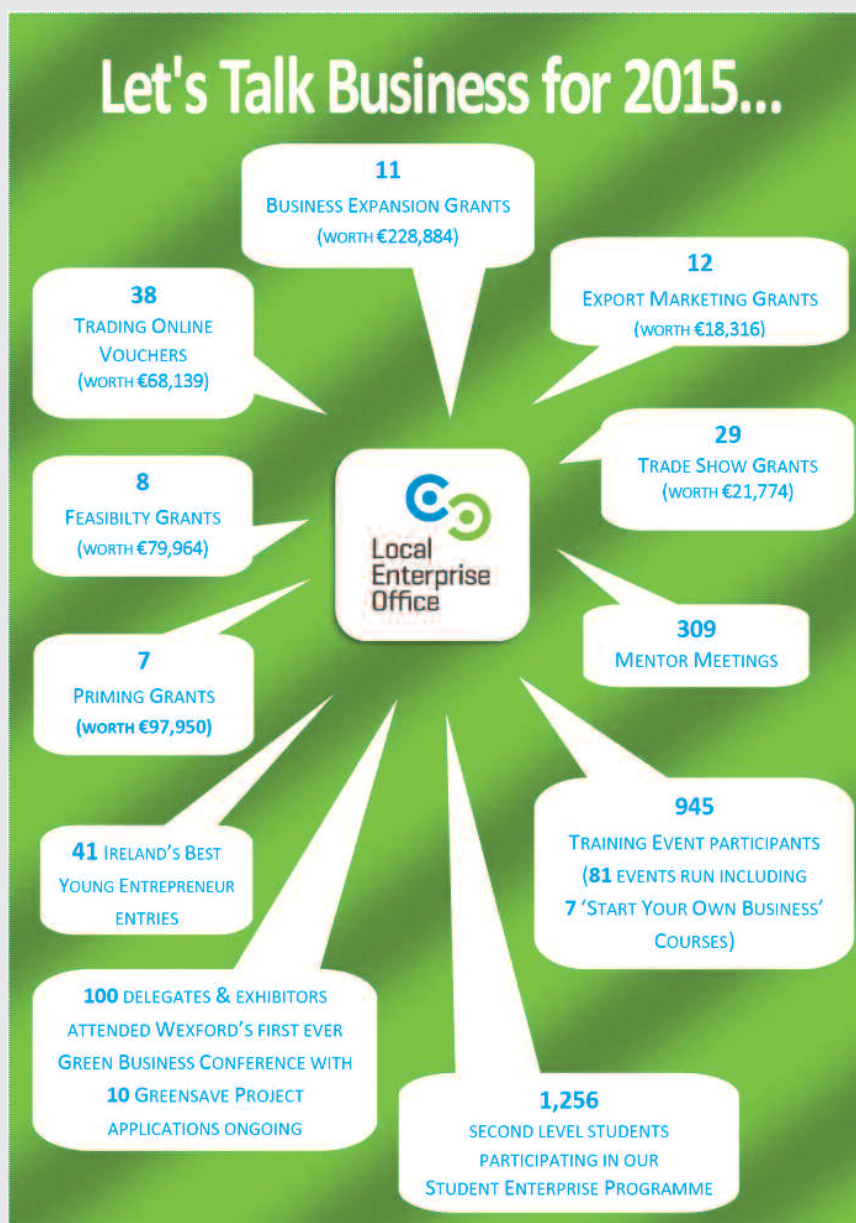 Let's Talk Business for 2015...
11
BUSINESS EXPANSION GRANTS
(WORTH €228,884)
12
EXPORT MARKETING GRANTS
(WORTH €18,316)
38
TRADING ONLINE
VOUCHERS
(WORTH €68,139)
29
TRADE SHOW GRANTS
(WORTH €21,774)
8
FEASIBILTY GRANTS
(WORTH €79,964)
Local
Enterprise
Office
309
MENTOR MEETINGS
7
PRIMING GRANTS
(WORTH €97,950)
945
TRAINING EVENT PARTICIPANTS
(81 EVENTS RUN INCLUDING
7 ‘START YOUR OWN BUSINESS’
COURSES)
41 IRELAND’S BEST
YOUNG ENTREPRENEUR
ENTRIES
100 DELEGATES & EXHIBITORS
ATTENDED WEXFORD’S FIRST EVER
GREEN BUSINESS CONFERENCE WITH
10 GREENSAVE PROJECT
APPLICATIONS ONGOING
1,256
SECOND LEVEL STUDENTS
PARTICIPATING IN OUR
STUDENT ENTERPRISE PROGRAMME